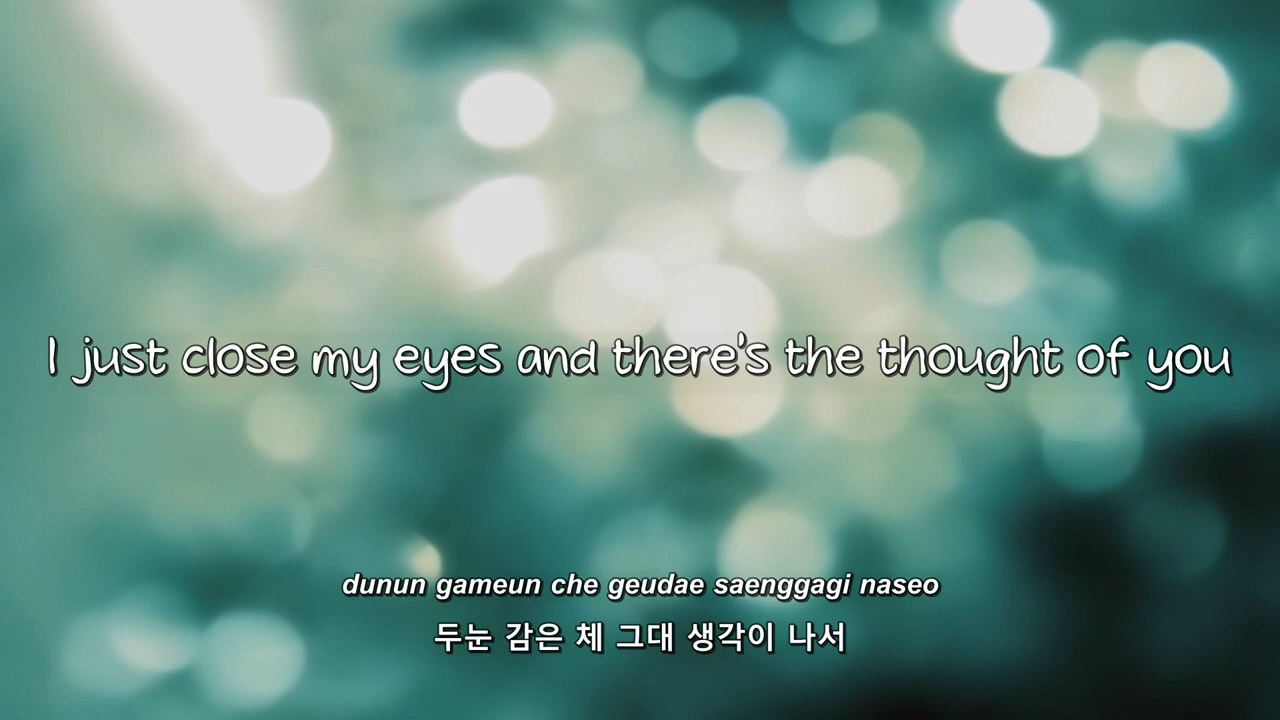 I just close my eyes and there's the thought of you
dunun gameun che geudae saenggagi naseo
두눈 감은 체 그대 생각이 나서